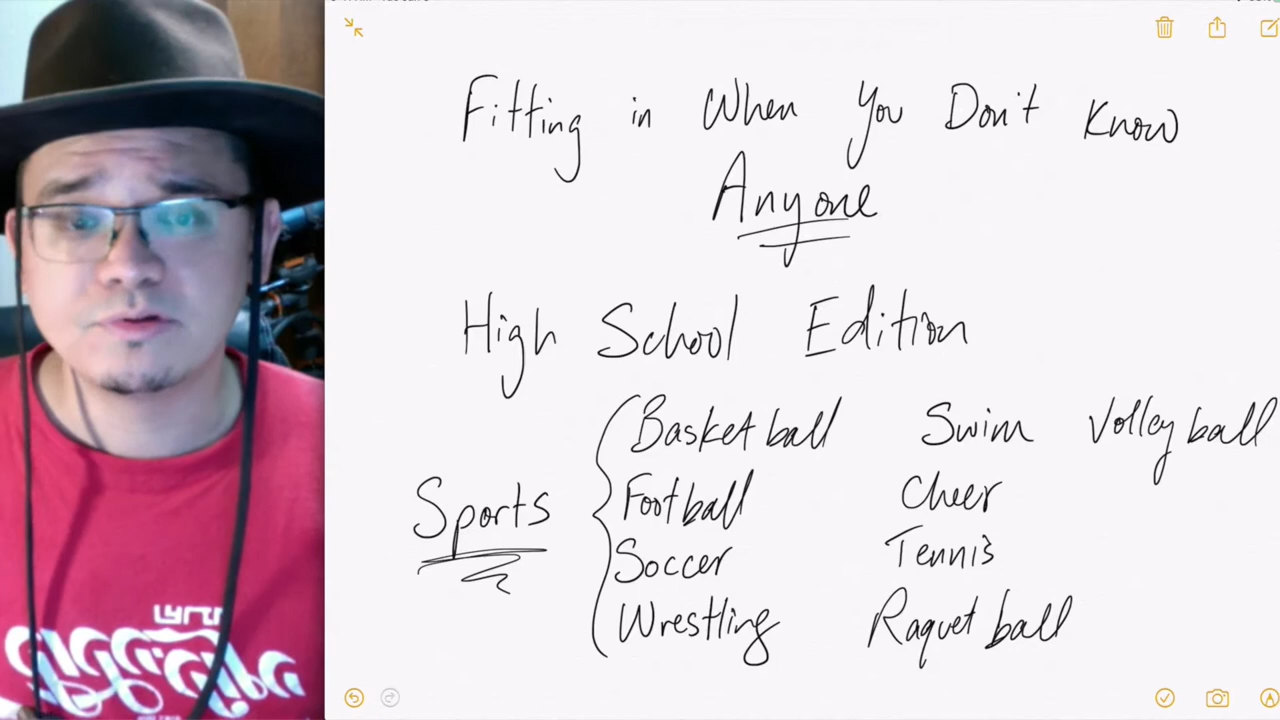 Fitting in When You Don't Know
Anyone
High School Edition
Sports
Basketball Swim Volleyball
Football Cheer
Soccer Tennis
Wrestling Raquet ball